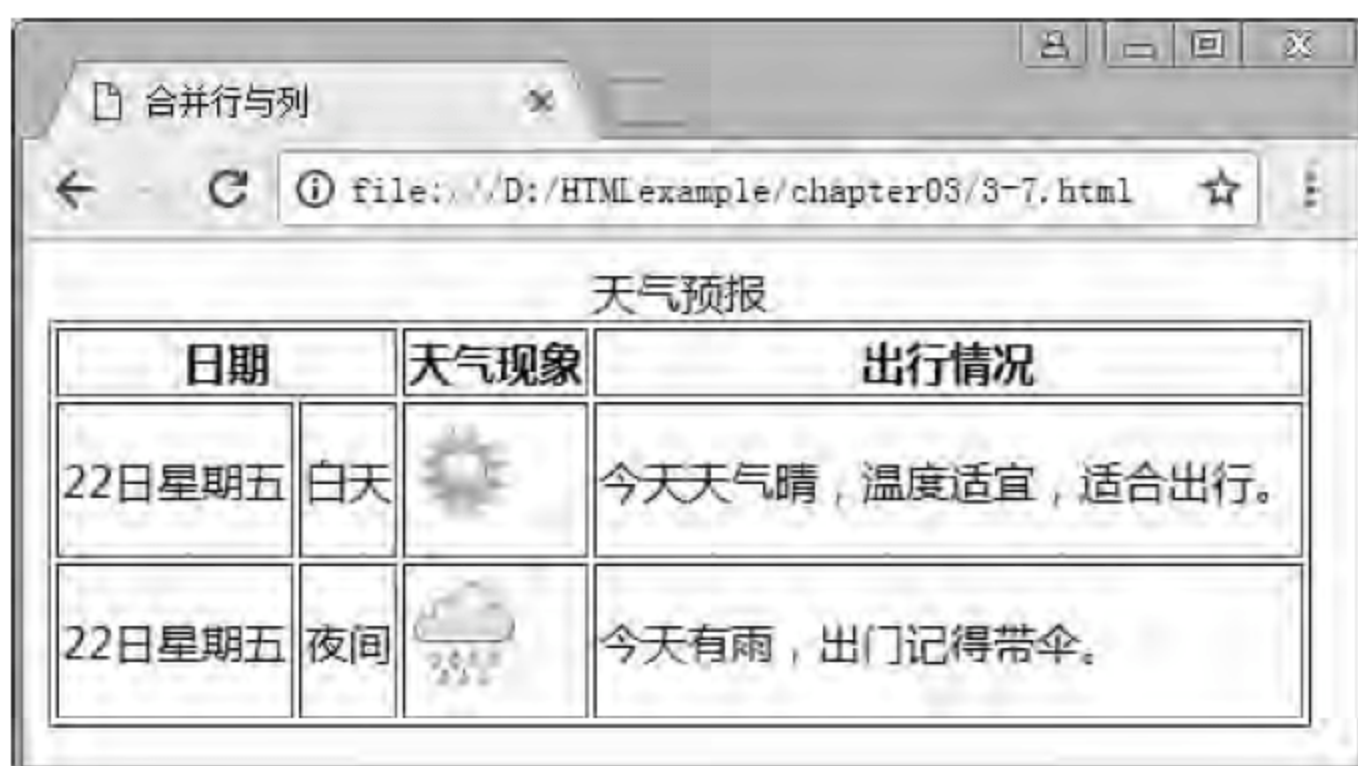 合并行与列
file:///D:/HTMLexample/chapter03/3-7.html
天气预报
日期 天气现象 出行情况
22日星期五 白天 今天天气晴，温度适宜，适合出行。
22日星期五 夜间 今天有雨，出门记得带伞。